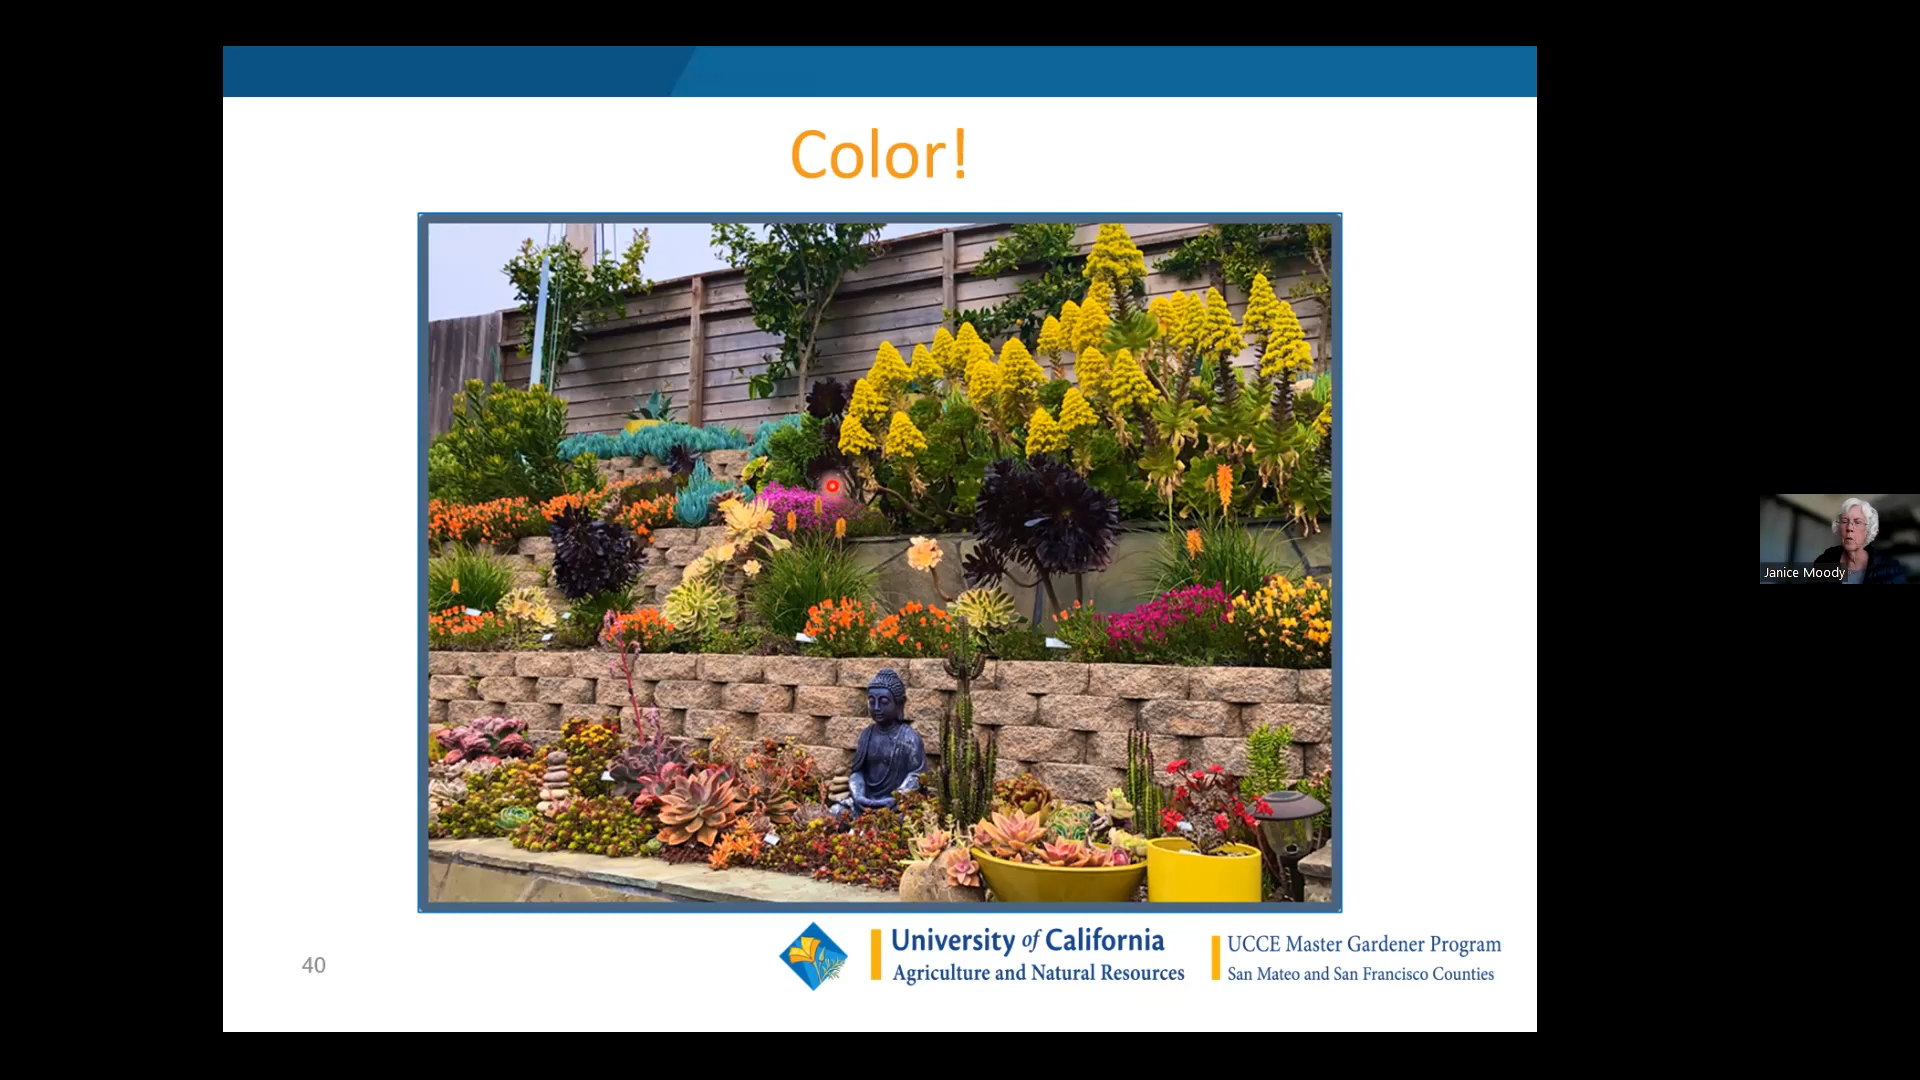 Color!
University of California
Agriculture and Natural Resources
UCCE Master Gardener Program
San Mateo and San Francisco Counties
40
Janice Moody